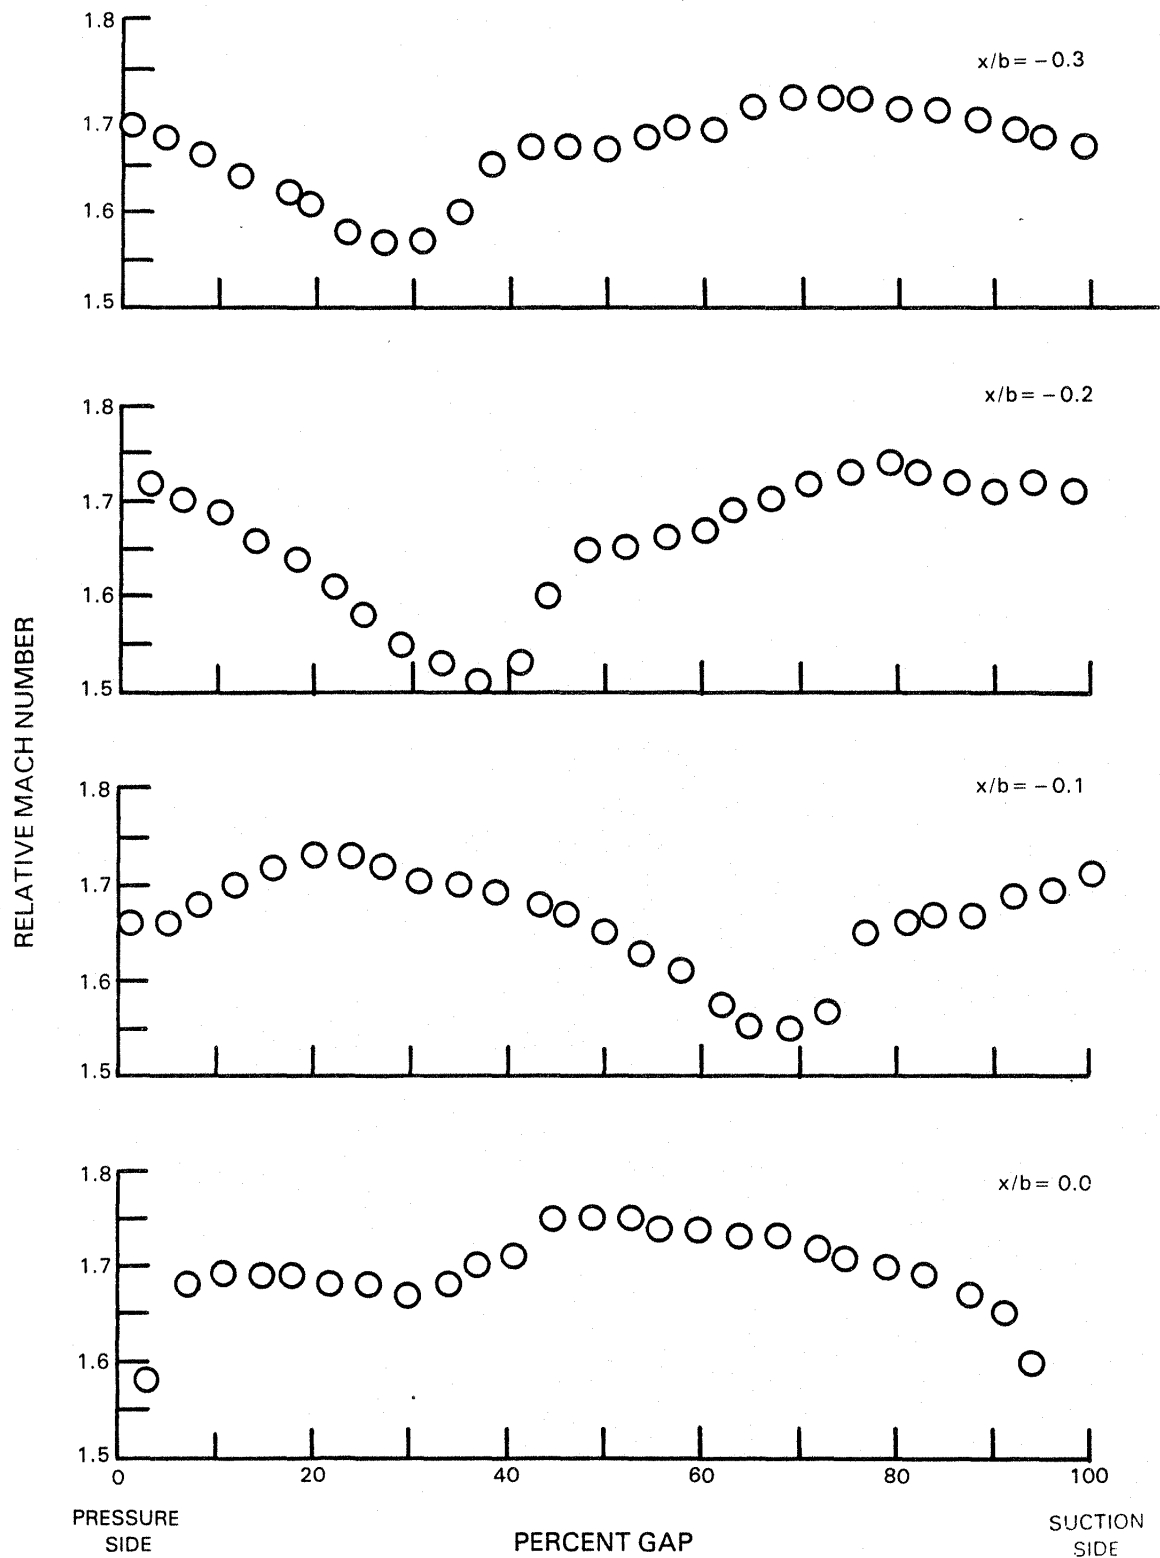 1.8
x/b = -0.3
1.7
1.6
1.5
x/b = -0.2
1.8
1.7
1.6
1.5
RELATIVE MACH NUMBER
1.8
x/b = -0.1
1.7
1.6
1.5
1.8
x/b = 0.0
1.7
1.6
1.5
0 20 40 60 80 100
PRESSURE SIDE
PERCENT GAP
SUCTION SIDE